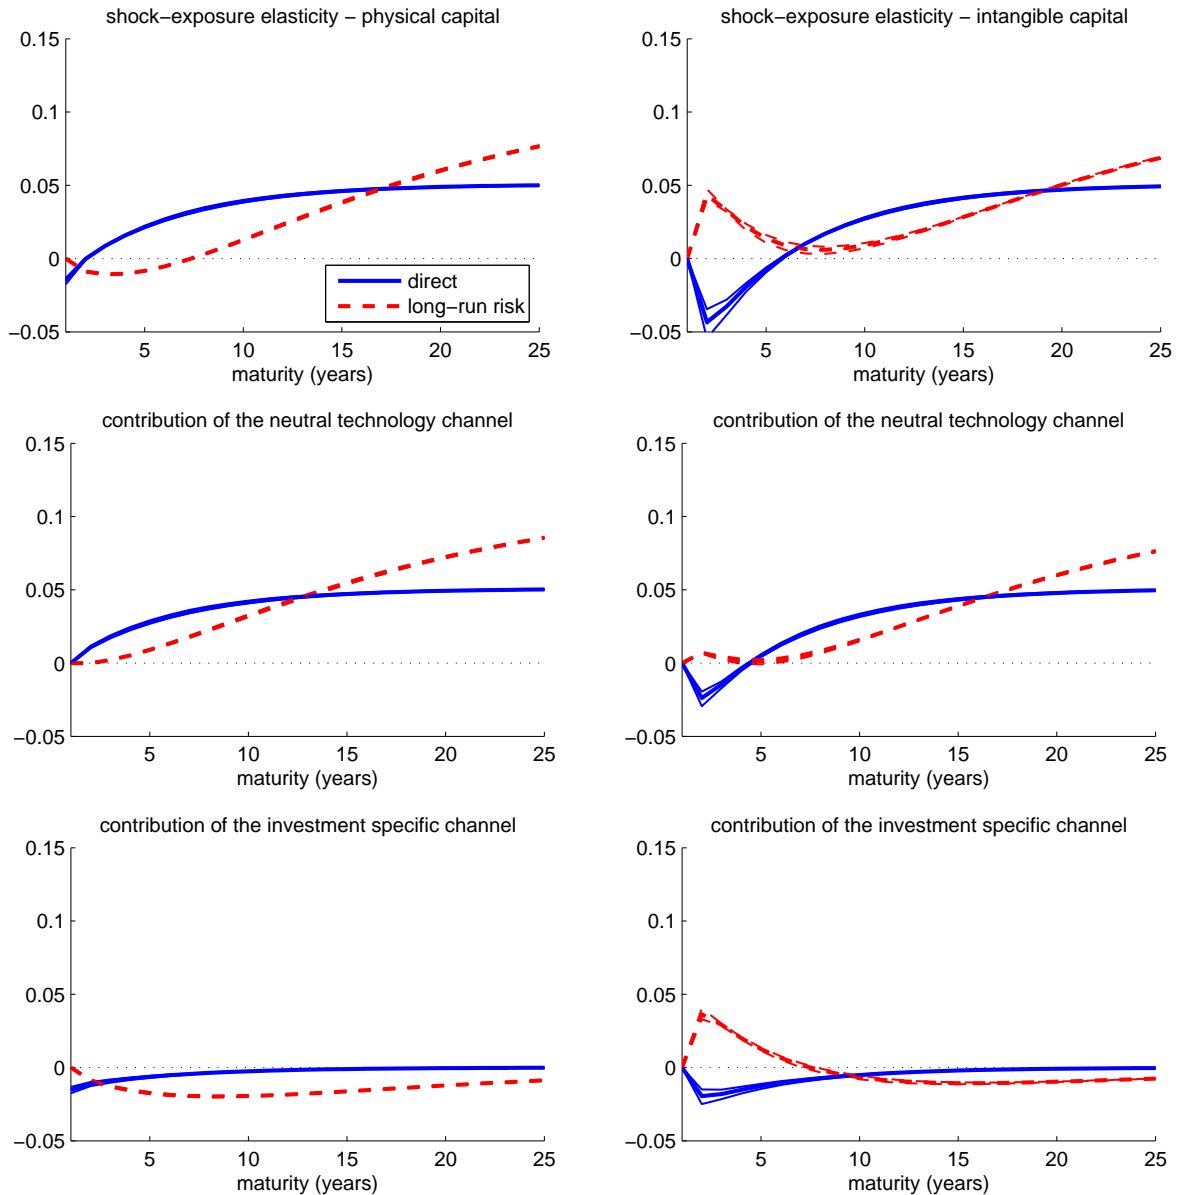 shock−exposure elasticity − physical capital
0.15
0.1
0.05
0
−0.05
direct
long−run risk
5 10 15 20 25
maturity (years)
shock−exposure elasticity − intangible capital
0.15
0.1
0.05
0
−0.05
5 10 15 20 25
maturity (years)
contribution of the neutral technology channel
0.15
0.1
0.05
0
−0.05
5 10 15 20 25
maturity (years)
contribution of the neutral technology channel
0.15
0.1
0.05
0
−0.05
5 10 15 20 25
maturity (years)
contribution of the investment specific channel
0.15
0.1
0.05
0
−0.05
5 10 15 20 25
maturity (years)
contribution of the investment specific channel
0.15
0.1
0.05
0
−0.05
5 10 15 20 25
maturity (years)